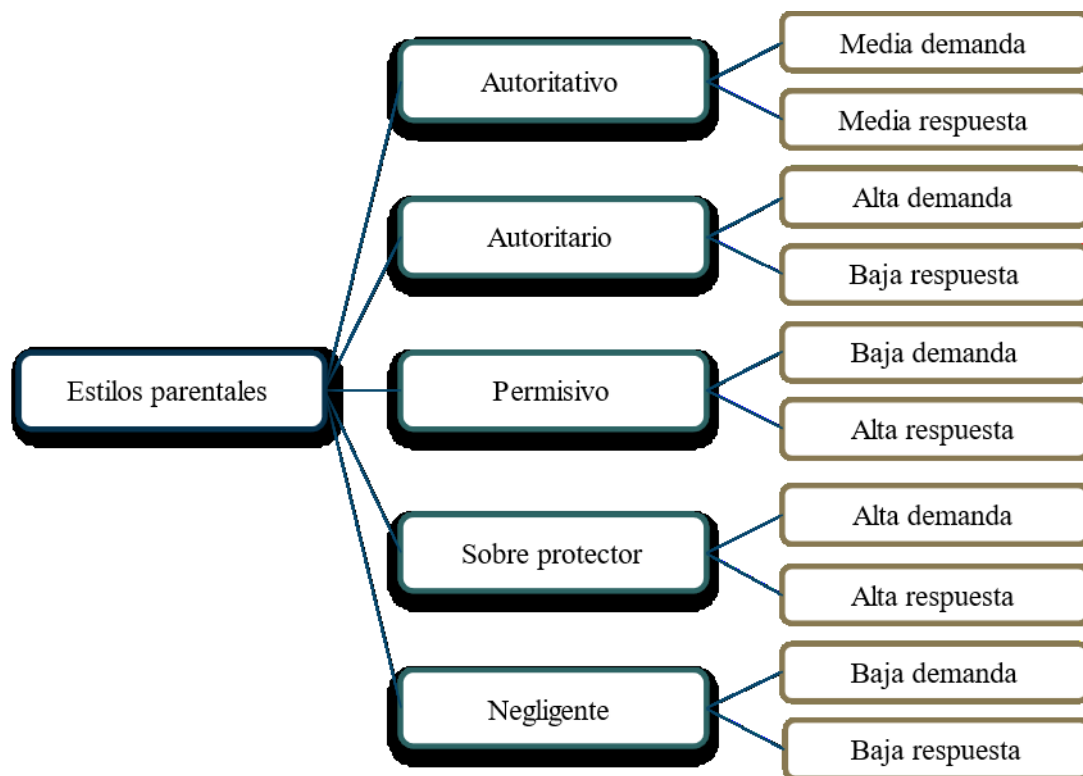 Estilos parentales
Autoritativo
Media demanda
Media respuesta
Autoritario
Alta demanda
Baja respuesta
Permisivo
Baja demanda
Alta respuesta
Sobre protector
Alta demanda
Alta respuesta
Negligente
Baja demanda
Baja respuesta